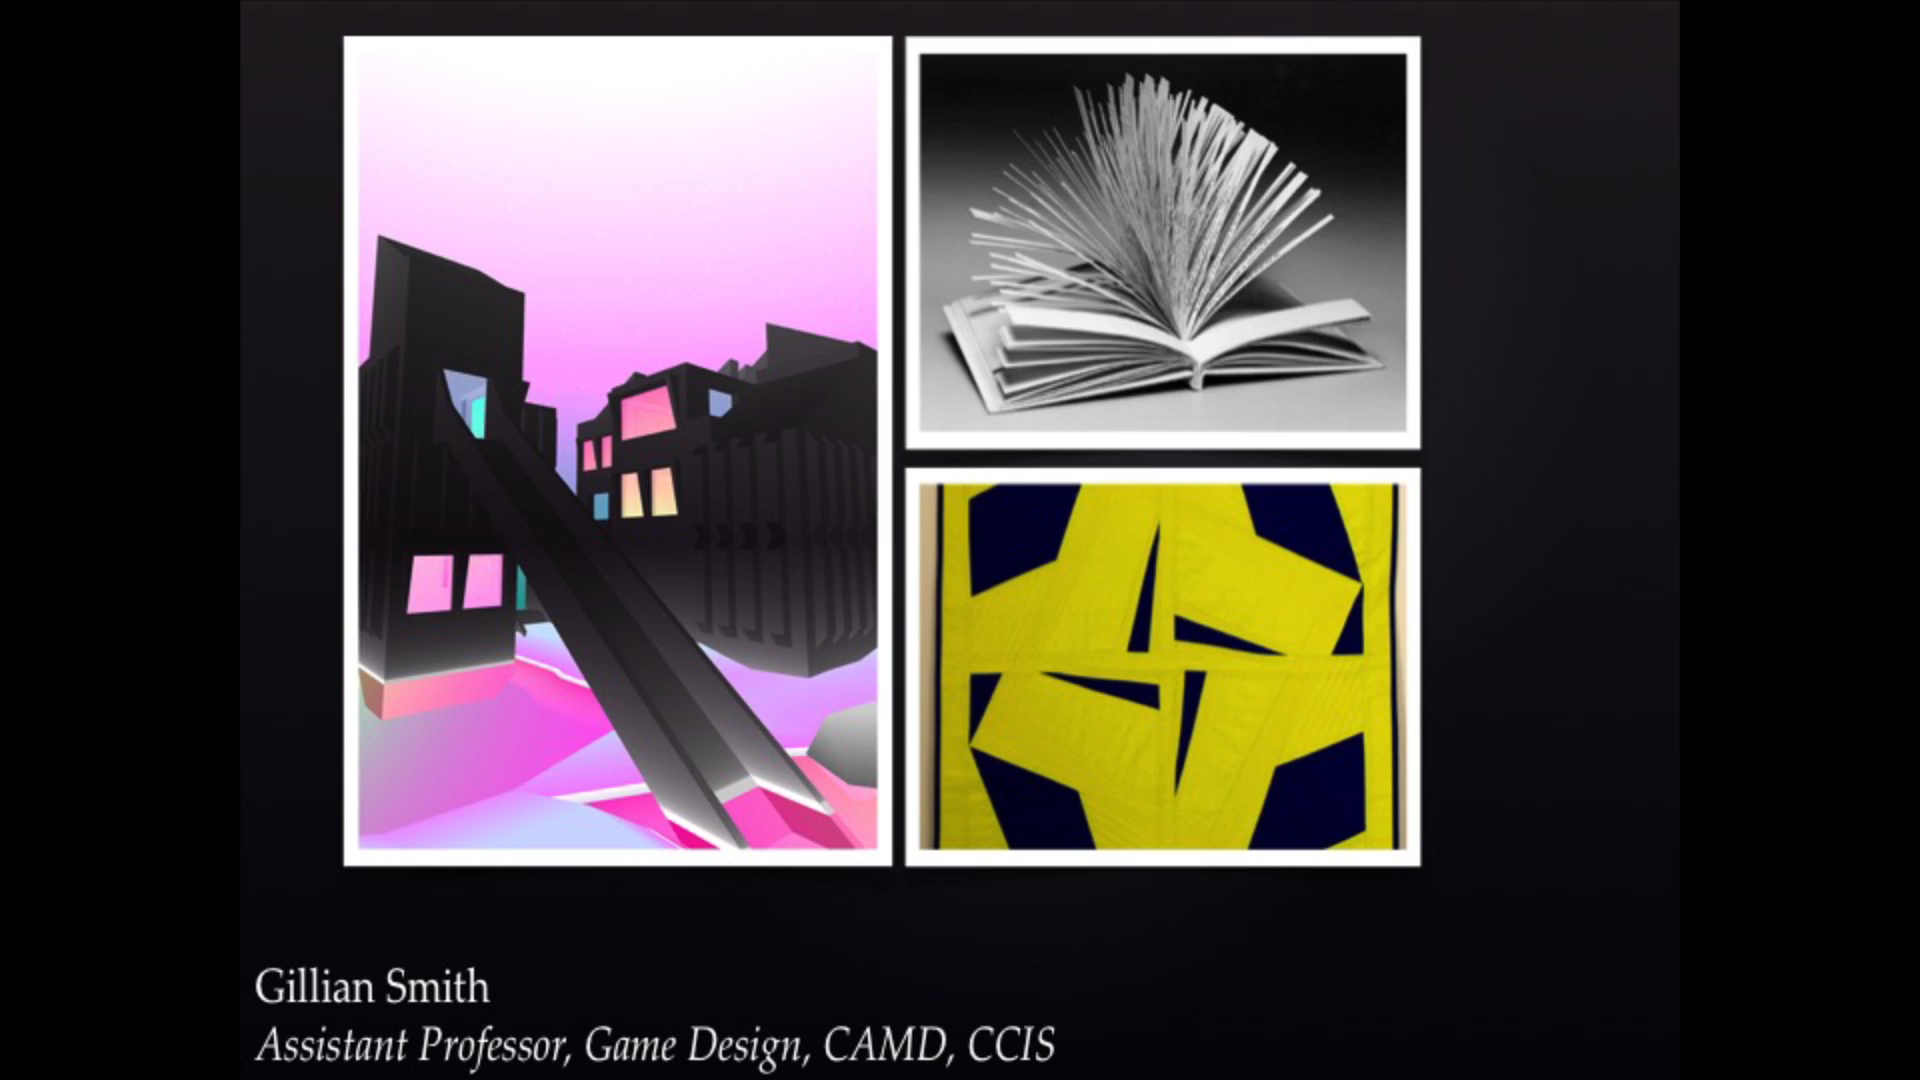 Gillian Smith
Assistant Professor, Game Design, CAMD, CCIS